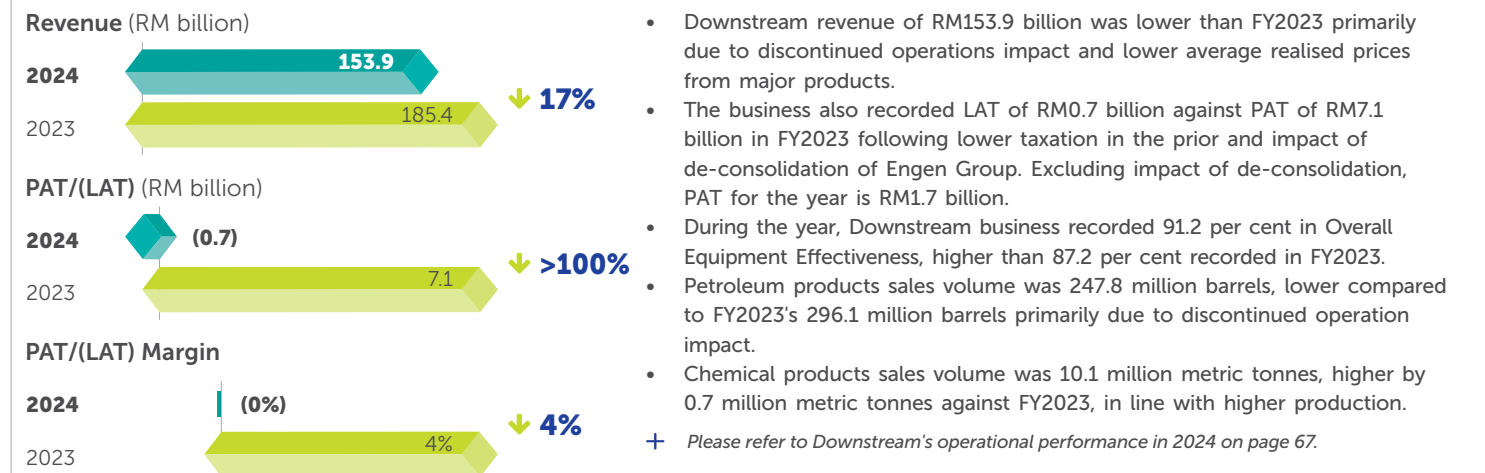 Revenue (RM billion)
2024
153.9
2023
185.4
17%
PAT/(LAT) (RM billion)
2024
(0.7)
2023
7.1
>100%
PAT/(LAT) Margin
2024
(0%)
2023
4%
4%
• Downstream revenue of RM153.9 billion was lower than FY2023 primarily
due to discontinued operations impact and lower average realised prices
from major products.
• The business also recorded LAT of RM0.7 billion against PAT of RM7.1
billion in FY2023 following lower taxation in the prior and impact of
de-consolidation of Engen Group. Excluding impact of de-consolidation,
PAT for the year is RM1.7 billion.
• During the year, Downstream business recorded 91.2 per cent in Overall
Equipment Effectiveness, higher than 87.2 per cent recorded in FY2023.
• Petroleum products sales volume was 247.8 million barrels, lower compared
to FY2023's 296.1 million barrels primarily due to discontinued operation
impact.
• Chemical products sales volume was 10.1 million metric tonnes, higher by
0.7 million metric tonnes against FY2023, in line with higher production.
+ Please refer to Downstream's operational performance in 2024 on page 67.